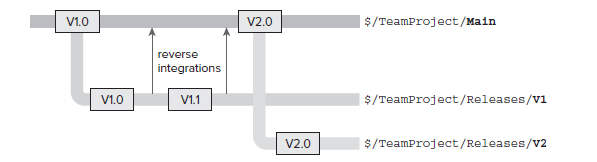 V1.0
V2.0
$/TeamProject/Main
reverse
integrations
V1.0
V1.1
$/TeamProject/Releases/V1
V2.0
$/TeamProject/Releases/V2